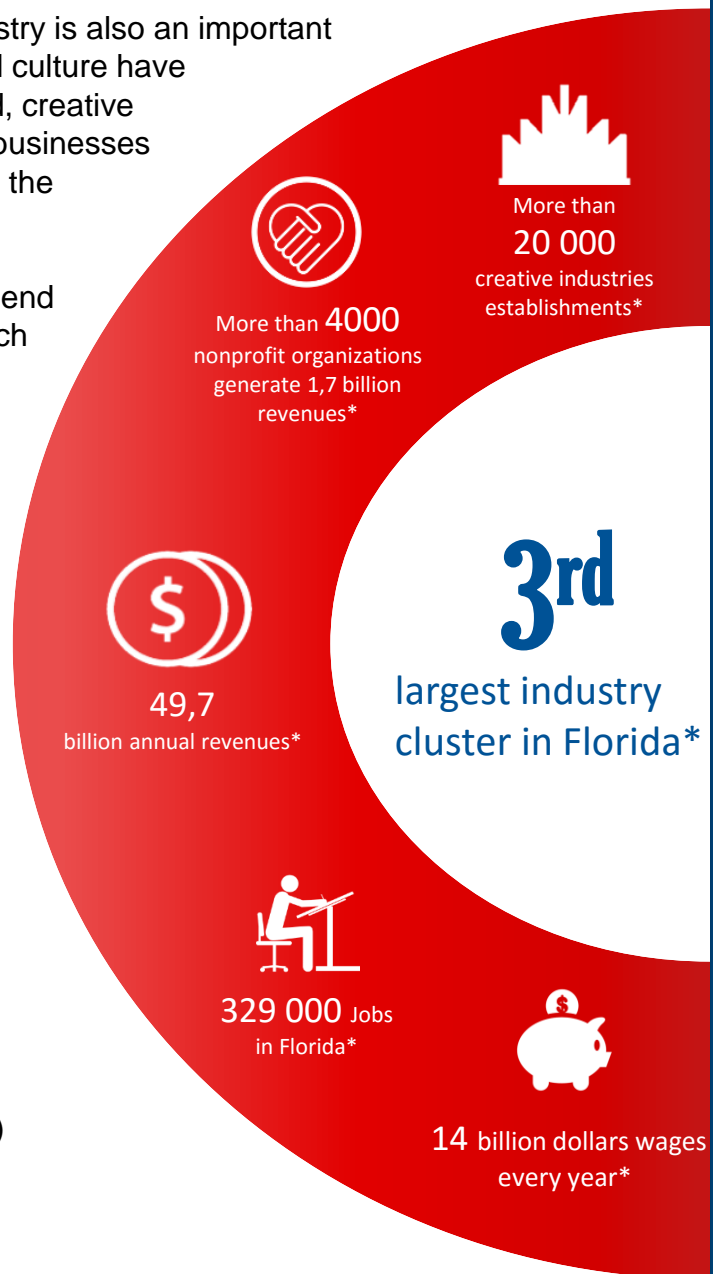 stry is also an important
culture have
, creative
businesses
the
end
ch
More than
20 000
creative industries
establishments*
More than 4000
nonprofit organizations
generate 1,7 billion
revenues*
3rd
largest industry
cluster in Florida*
$
49,7
billion annual revenues*
329 000 Jobs
in Florida*
$
14 billion dollars wages
every year*
)